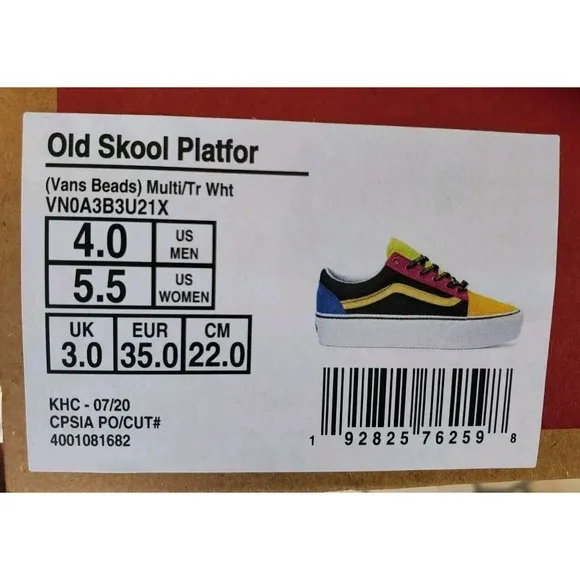 Old Skool Platfor
(Vans Beads) Multi/Tr Wht
VN0A3B3U21X
4.0 US MEN
5.5 US WOMEN
UK EUR CM
3.0 35.0 22.0
KHC - 07/20
CPSIA PO/CUT#
4001081682
1 92825 76259 8